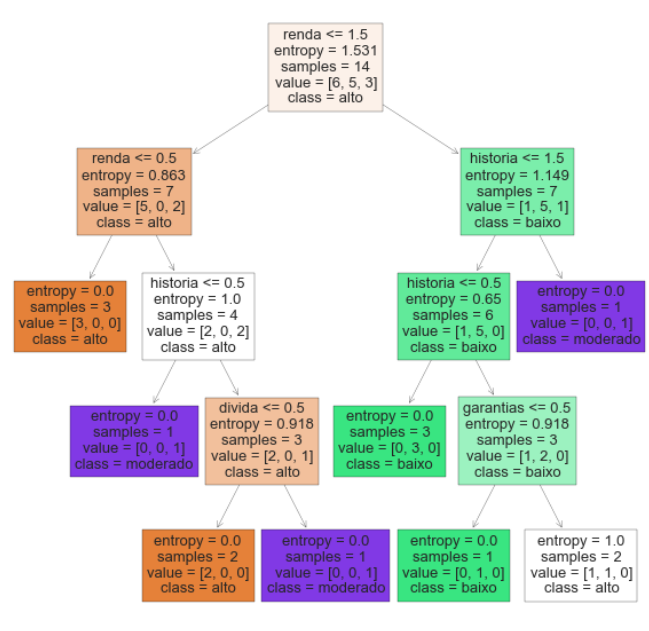 renda <= 1.5
entropy = 1.531
samples = 14
value = [6, 5, 3]
class = alto
renda <= 0.5
entropy = 0.863
samples = 7
value = [5, 0, 2]
class = alto
historia <= 1.5
entropy = 1.149
samples = 7
value = [1, 5, 1]
class = baixo
entropy = 0.0
samples = 3
value = [3, 0, 0]
class = alto
historia <= 0.5
entropy = 1.0
samples = 4
value = [2, 0, 2]
class = alto
historia <= 0.5
entropy = 0.65
samples = 6
value = [1, 5, 0]
class = baixo
entropy = 0.0
samples = 1
value = [0, 0, 1]
class = moderado
entropy = 0.0
samples = 1
value = [0, 0, 1]
class = moderado
divida <= 0.5
entropy = 0.918
samples = 3
value = [2, 0, 1]
class = alto
entropy = 0.0
samples = 3
value = [0, 3, 0]
class = baixo
garantias <= 0.5
entropy = 0.918
samples = 3
value = [1, 2, 0]
class = baixo
entropy = 0.0
samples = 2
value = [2, 0, 0]
class = alto
entropy = 0.0
samples = 1
value = [0, 0, 1]
class = moderado
entropy = 0.0
samples = 1
value = [0, 1, 0]
class = baixo
entropy = 1.0
samples = 2
value = [1, 1, 0]
class = alto